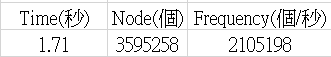 Time(秒) Node(個) Frequency(個/秒)
1.71 3595258 2105198